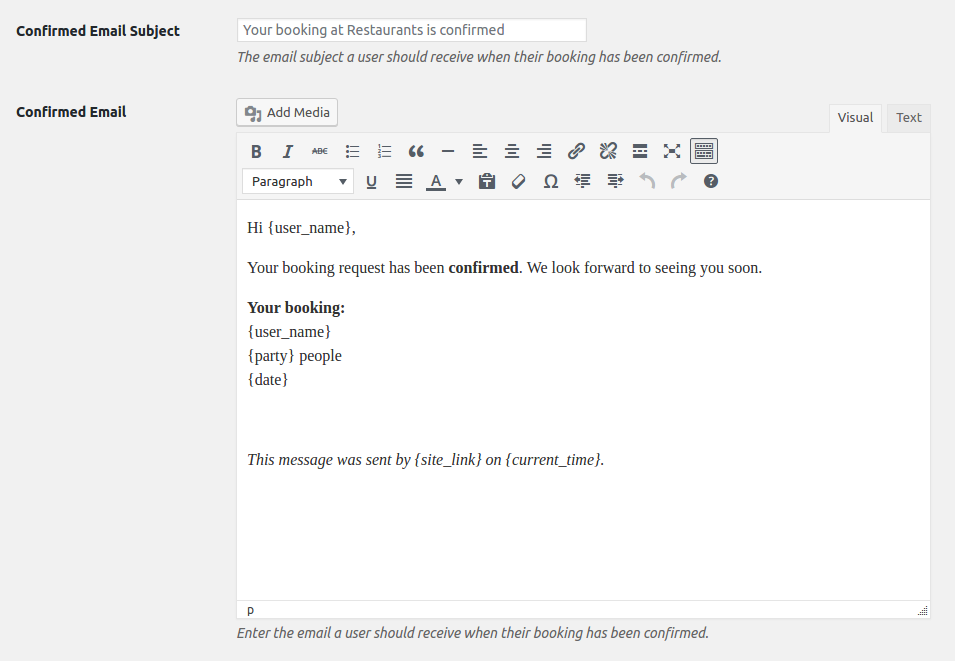 Confirmed Email Subject
Your booking at Restaurants is confirmed
The email subject a user should receive when their booking has been confirmed.
Confirmed Email
Add Media
Visual
Text
B I ABC
Paragraph U A Ω
Hi {user_name},
Your booking request has been confirmed. We look forward to seeing you soon.
Your booking:
{user_name}
{party} people
{date}
This message was sent by {site_link} on {current_time}.
p
Enter the email a user should receive when their booking has been confirmed.